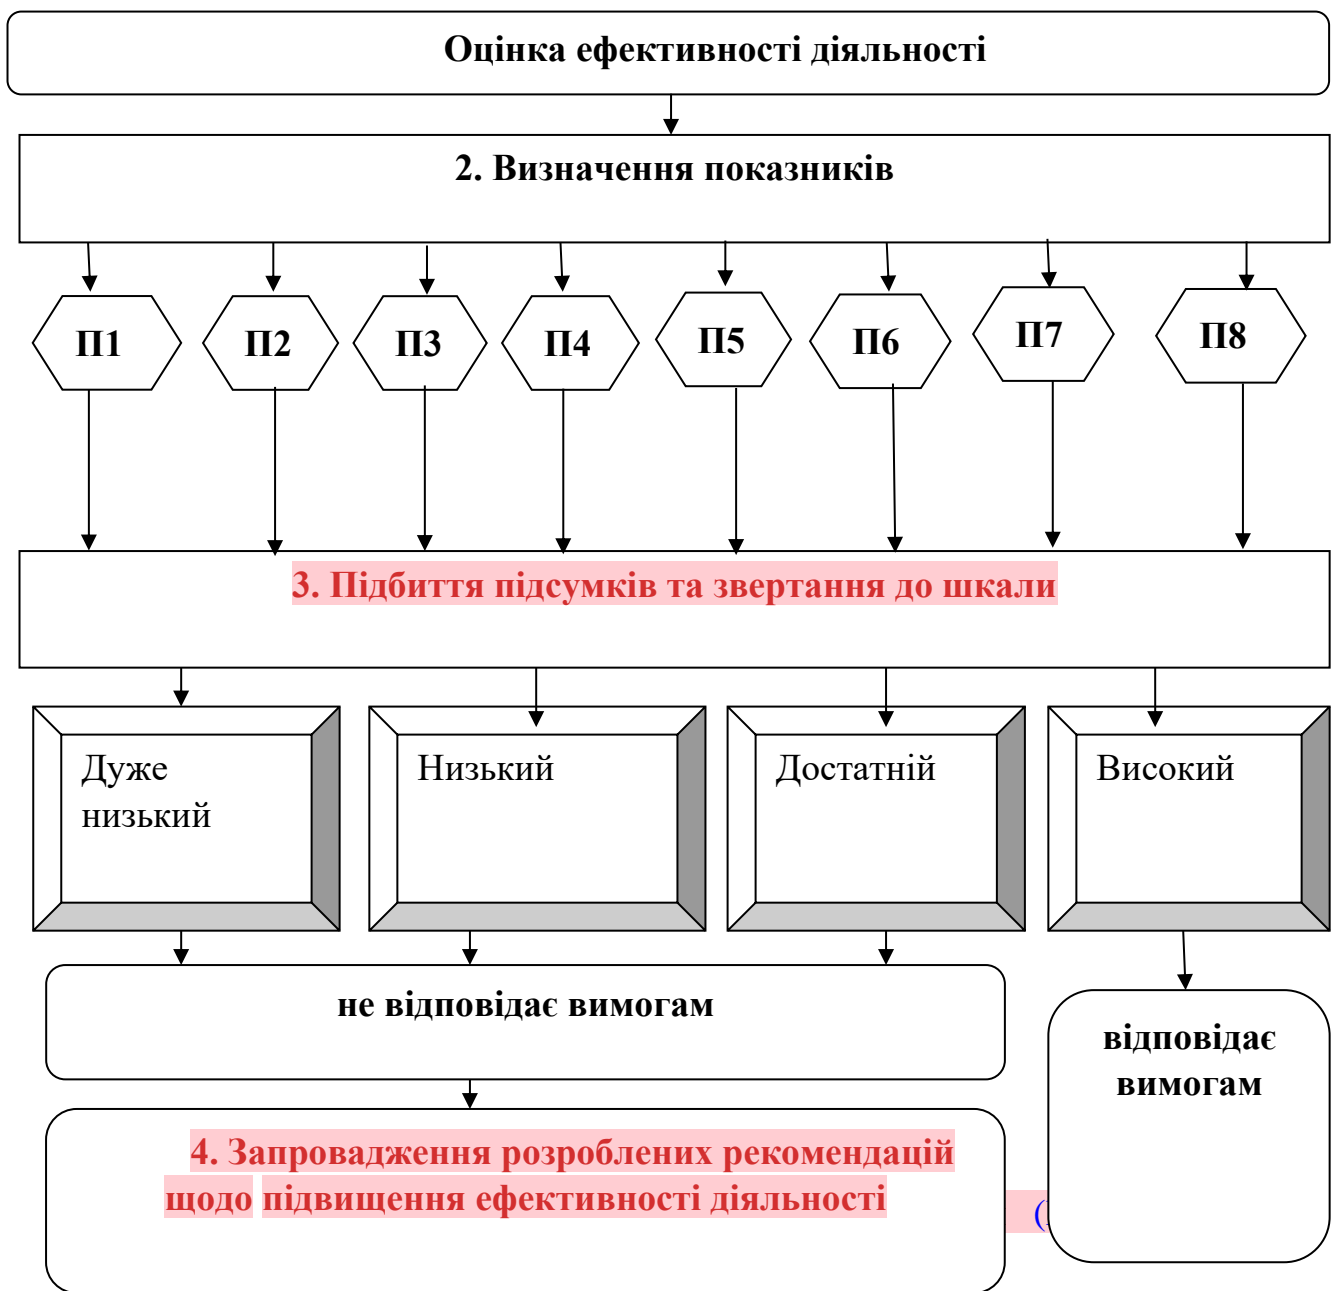 Оцінка ефективності діяльності
2. Визначення показників
П1 П2 П3 П4 П5 П6 П7 П8
3. Підбиття підсумків та звертання до шкали
Дуже
низький
Низький
Достатній
Високий
не відповідає вимогам
відповідає
вимогам
4. Запровадження розроблених рекомендацій
щодо підвищення ефективності діяльності